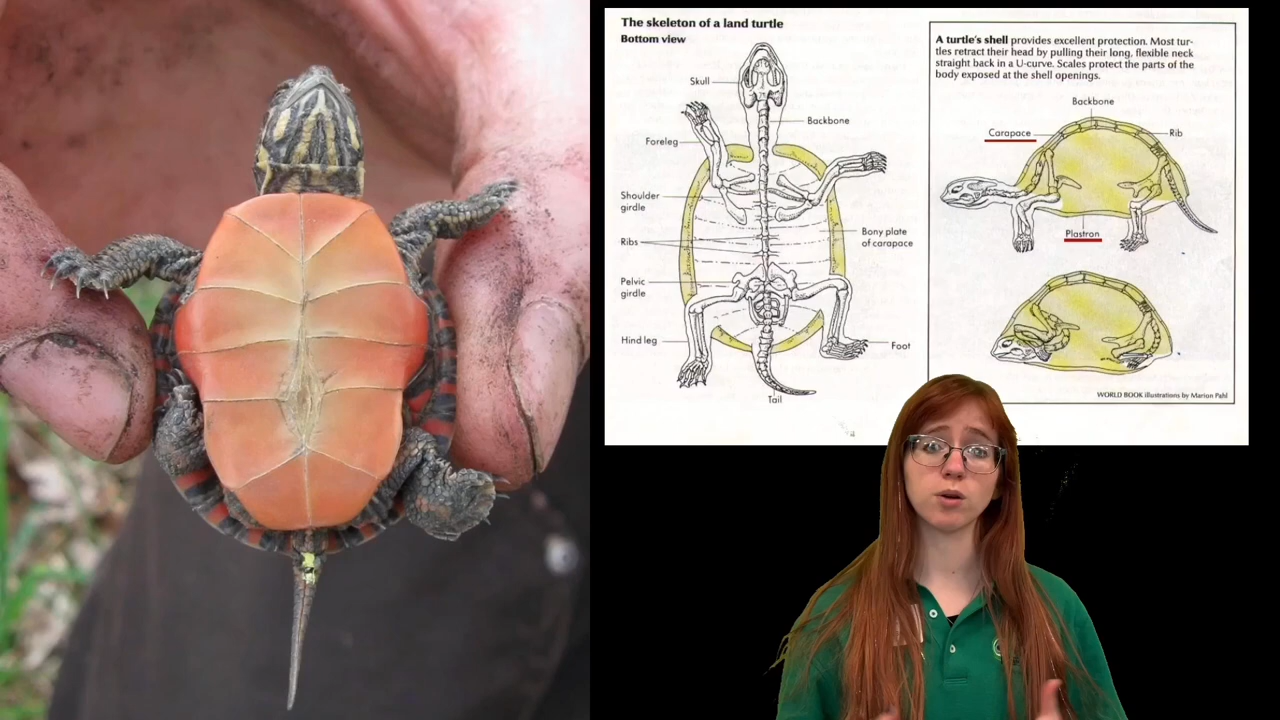 The skeleton of a land turtle
Bottom view
Skull
Backbone
Foreleg
Shoulder
girdle
Ribs
Bony plate
of carapace
Pelvic
girdle
Hind leg
Foot
Tail
A turtle's shell provides excellent protection. Most tur-
tles retract their head by pulling their long, flexible neck
straight back in a U-curve. Scales protect the parts of the
body exposed at the shell openings.
Backbone
Carapace
Rib
Plastron
WORLD BOOK illustrations by Marion Pahl